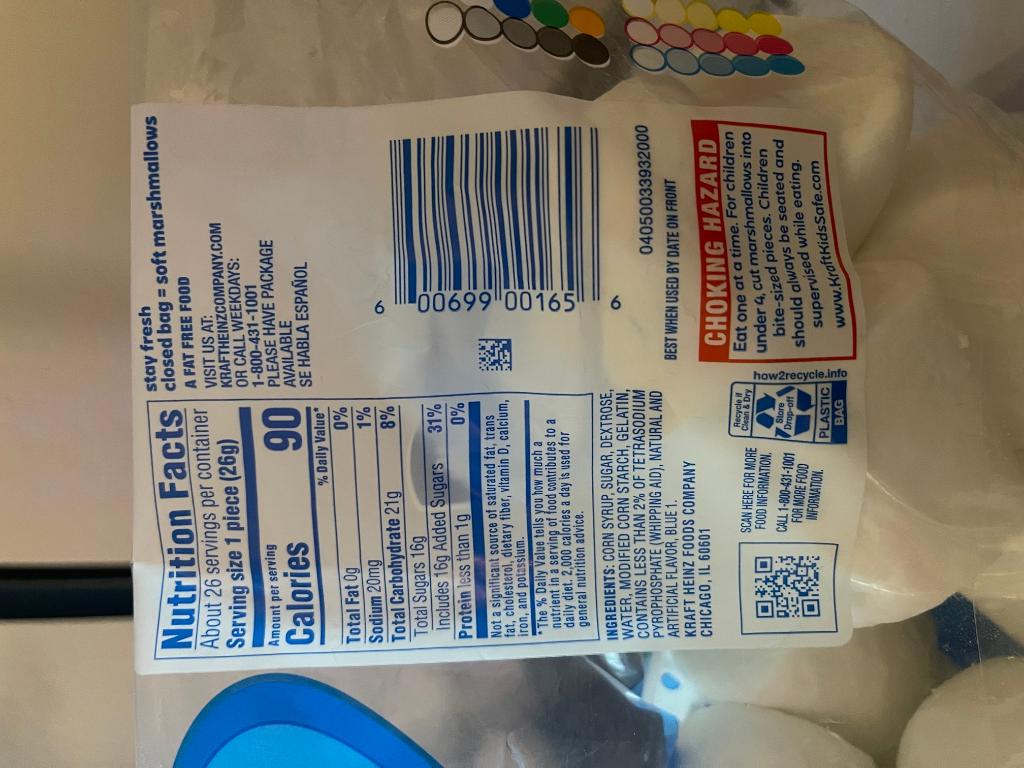 Nutrition Facts
About 26 servings per container
Serving size 1 piece (26g)
Amount per serving
Calories 90
% Daily Value*
Total Fat 0g 0%
Sodium 20mg 1%
Total Carbohydrate 21g 8%
Total Sugars 16g
Includes 16g Added Sugars 31%
Protein less than 1g 0%
Not a significant source of saturated fat, trans
fat, cholesterol, dietary fiber, vitamin D, calcium,
iron, and potassium.
*The % Daily Value tells you how much a
nutrient in a serving of food contributes to a
daily diet. 2,000 calories a day is used for
general nutrition advice.
INGREDIENTS: CORN SYRUP, SUGAR, DEXTROSE,
WATER, MODIFIED CORN STARCH, GELATIN,
CONTAINS LESS THAN 2% OF TETRASODIUM
PYROPHOSPHATE (WHIPPING AID), NATURAL AND
ARTIFICIAL FLAVOR, BLUE 1.
KRAFT HEINZ FOODS COMPANY
CHICAGO, IL 60601
SCAN HERE FOR MORE
FOOD INFORMATION.
CALL 1-800-431-1001
FOR MORE FOOD
INFORMATION.
stay fresh
closed bag = soft marshmallows
A FAT FREE FOOD
VISIT US AT:
KRAFTHEINZCOMPANY.COM
OR CALL WEEKDAYS:
1-800-431-1001
PLEASE HAVE PACKAGE
AVAILABLE
SE HABLA ESPAÑOL
6 00699 00165 6
04050033932000
BEST WHEN USED BY DATE ON FRONT
CHOKING HAZARD
Eat one at a time. For children
under 4, cut marshmallows into
bite-sized pieces. Children
should always be seated and
supervised while eating.
www.KraftKidsSafe.com
how2recycle.info
Recycle if
Clean & Dry
Store
Drop-off
PLASTIC
BAG